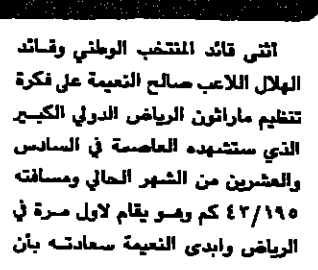 اثنى قائد المنتخب الوطني وقائد
الهلال اللاعب صالح النعيمة على فكرة
تنظيم ماراثون الرياض الدولي الكبير
الذي ستشهده العاصمة في السادس
والعشرين من الشهر الحالي ومسافته
٤٢/١٩٥ كم وهو يقام لاول مرة في
الرياض وابدى النعيمة سعادته بأن